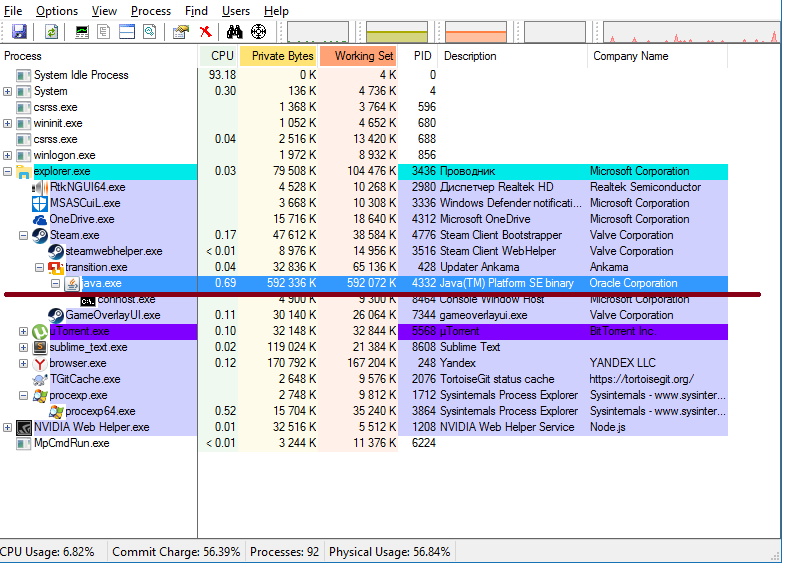 File Options View Process Find Users Help
Process CPU Private Bytes Working Set PID Description Company Name
System Idle Process 93.18 0 K 4 K 0
System 0.30 136 K 4 736 K 4
csrss.exe 1 368 K 3 764 K 596
wininit.exe 1 052 K 4 652 K 680
csrss.exe 0.04 2 516 K 13 420 K 688
winlogon.exe 1 972 K 8 932 K 856
explorer.exe 0.03 79 508 K 104 476 K 3436 Проводник Microsoft Corporation
RtkNGUI64.exe 4 528 K 10 268 K 2980 Диспетчер Realtek HD Realtek Semiconductor
MSASCuiL.exe 3 668 K 10 308 K 3336 Windows Defender notificati... Microsoft Corporation
OneDrive.exe 15 716 K 18 640 K 4312 Microsoft OneDrive Microsoft Corporation
Steam.exe 0.17 47 612 K 38 584 K 4776 Steam Client Bootstrapper Valve Corporation
steamwebhelper.exe < 0.01 8 976 K 14 956 K 3516 Steam Client WebHelper Valve Corporation
transition.exe 0.04 32 836 K 65 136 K 428 Updater Ankama Ankama
java.exe 0.69 592 336 K 592 072 K 4332 Java(TM) Platform SE binary Oracle Corporation
conhost.exe 4 900 K 9 300 K 8464 Console Window Host Microsoft Corporation
GameOverlayUI.exe 0.11 30 140 K 26 064 K 7344 gameoverlayui.exe Valve Corporation
µTorrent.exe 0.10 32 148 K 32 844 K 5568 µTorrent BitTorrent Inc.
sublime_text.exe 0.02 119 024 K 21 384 K 8608 Sublime Text
browser.exe 0.12 170 792 K 167 204 K 248 Yandex YANDEX LLC
TGitCache.exe 2 648 K 9 576 K 2076 TortoiseGit status cache https://tortoisegit.org/
procexp.exe 2 748 K 9 812 K 1712 Sysinternals Process Explorer Sysinternals - www.sysinter...
procexp64.exe 0.52 15 704 K 35 240 K 3864 Sysinternals Process Explorer Sysinternals - www.sysinter...
NVIDIA Web Helper.exe 0.01 32 516 K 5 512 K 1208 NVIDIA Web Helper Service Node.js
MpCmdRun.exe < 0.01 3 244 K 11 376 K 6224
CPU Usage: 6.82% Commit Charge: 56.39% Processes: 92 Physical Usage: 56.84%